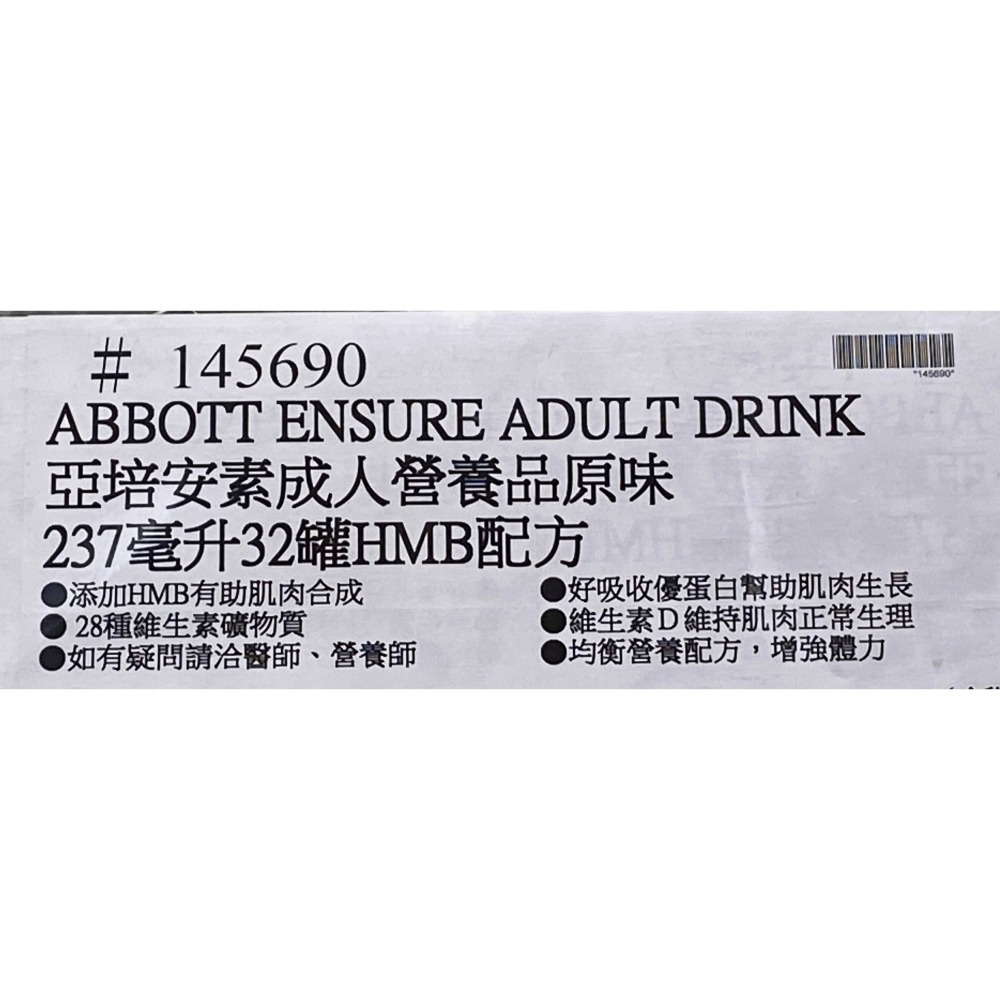 # 145690
"145690"
ABBOTT ENSURE ADULT DRINK
亞培安素成人營養品原味
237毫升32罐HMB配方
●添加HMB有助肌肉合成
●好吸收優蛋白幫助肌肉生長
● 28種維生素礦物質
●維生素D維持肌肉正常生理
●如有疑問請洽醫師、營養師
●均衡營養配方,增強體力